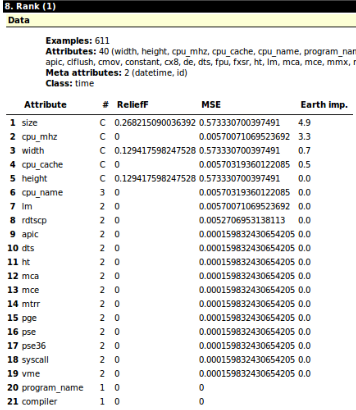 8. Rank (1)
Data
Examples: 611
Attributes: 40 (width, height, cpu_mhz, cpu_cache, cpu_name,
apic, clflush, cmov, constant, cx8, de, dts, fpu, fxsr, ht, lm, mca, mce, mmx,
Meta attributes: 2 (datetime, id)
Class: time
Attribute # ReliefF MSE Earth imp.
1 size C 0.268215090036392 0.573330700397491 4.9
2 cpu_mhz C 0 0.00570071069523692 3.3
3 width C 0.129417598247528 0.573330700397491 0.7
4 cpu_cache C 0 0.00570319360122085 0.5
5 height C 0.129417598247528 0.573330700397491 0.0
6 cpu_name 3 0 0.00570319360122085 0.0
7 lm 2 0 0.00570071069523692 0.0
8 rdtscp 2 0 0.0052706953138113 0.0
9 apic 2 0 0.000159832430654205 0.0
10 dts 2 0 0.000159832430654205 0.0
11 ht 2 0 0.000159832430654205 0.0
12 mca 2 0 0.000159832430654205 0.0
13 mce 2 0 0.000159832430654205 0.0
14 mtrr 2 0 0.000159832430654205 0.0
15 pge 2 0 0.000159832430654205 0.0
16 pse 2 0 0.000159832430654205 0.0
17 pse36 2 0 0.000159832430654205 0.0
18 syscall 2 0 0.000159832430654205 0.0
19 vme 2 0 0.000159832430654205 0.0
20 program_name 1 0 0
21 compiler 1 0 0